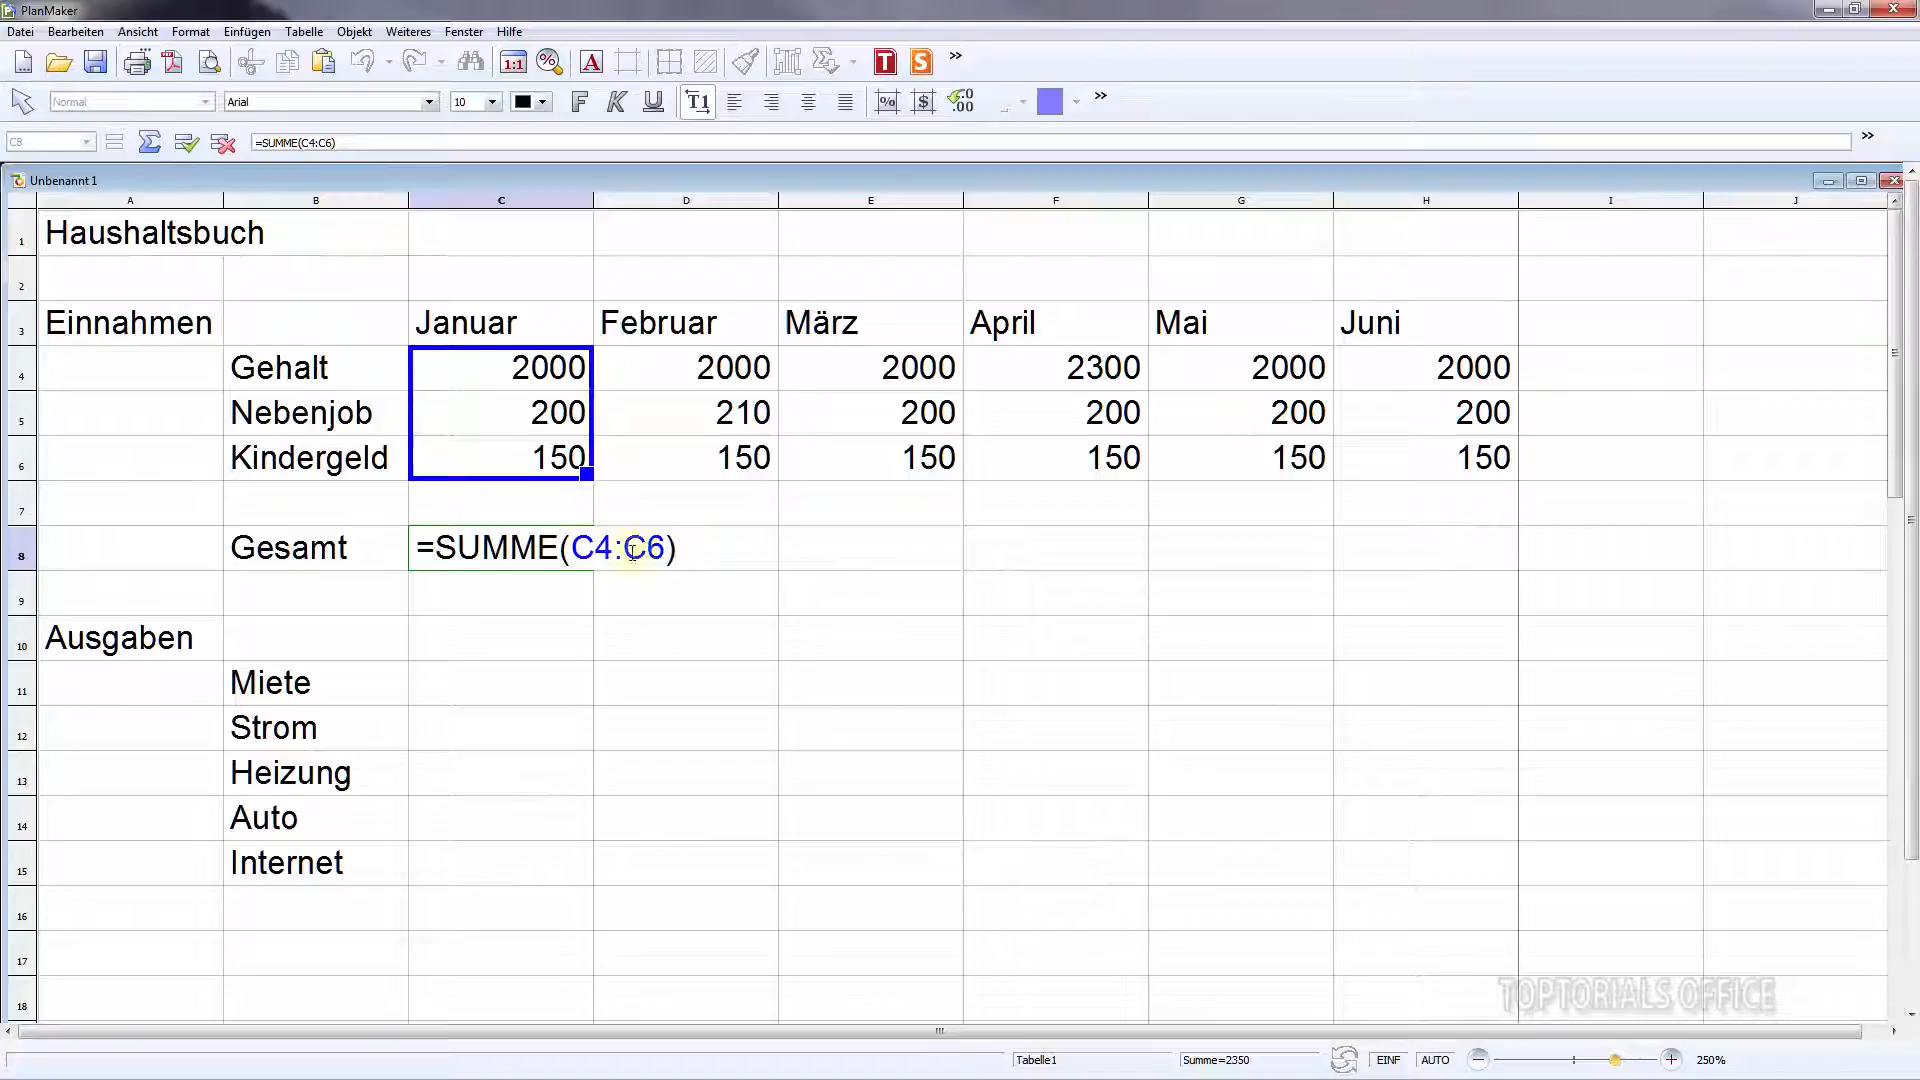 PlanMaker
Datei Bearbeiten Ansicht Format Einfügen Tabelle Objekt Weiteres Fenster Hilfe
1:1 % A T S »
Normal Arial 10 F K U T1 % $ .00 »
C8 =SUMME(C4:C6) »
Unbenannt 1
A B C D E F G H I J
1 Haushaltsbuch
2
3 Einnahmen Januar Februar März April Mai Juni
4 Gehalt 2000 2000 2000 2300 2000 2000
5 Nebenjob 200 210 200 200 200 200
6 Kindergeld 150 150 150 150 150 150
7
8 Gesamt =SUMME(C4:C6)
9
10 Ausgaben
11 Miete
12 Strom
13 Heizung
14 Auto
15 Internet
16
17
18
TOPTORIALS OFFICE
Tabelle1 Summe=2350 EINF AUTO 250%